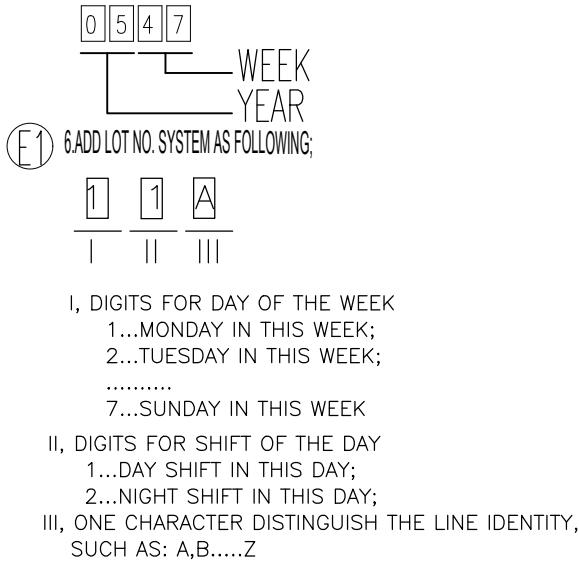 0547
WEEK
YEAR
E1 6.ADD LOT NO. SYSTEM AS FOLLOWING;
1 1 A
I II III
I, DIGITS FOR DAY OF THE WEEK
1...MONDAY IN THIS WEEK;
2...TUESDAY IN THIS WEEK;
..........
7...SUNDAY IN THIS WEEK
II, DIGITS FOR SHIFT OF THE DAY
1...DAY SHIFT IN THIS DAY;
2...NIGHT SHIFT IN THIS DAY;
III, ONE CHARACTER DISTINGUISH THE LINE IDENTITY,
SUCH AS: A,B.....Z